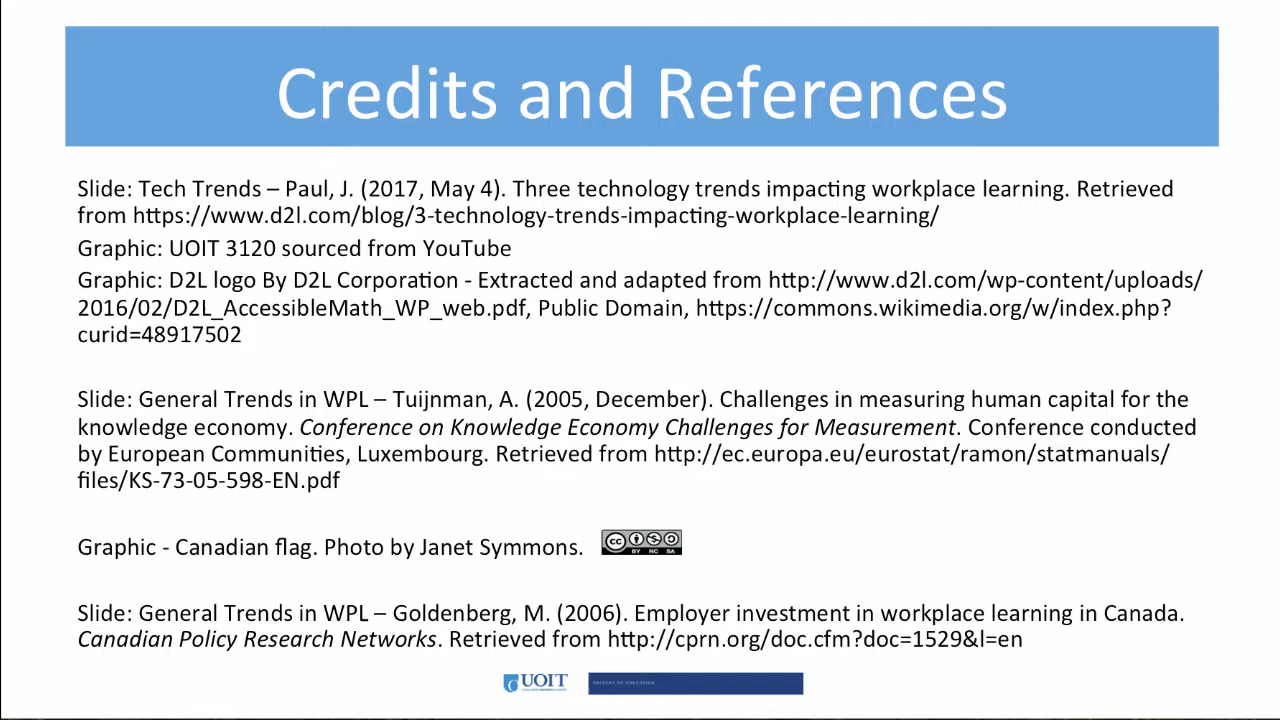 Credits and References
Slide: Tech Trends – Paul, J. (2017, May 4). Three technology trends impacting workplace learning. Retrieved
from https://www.d2l.com/blog/3-technology-trends-impacting-workplace-learning/
Graphic: UOIT 3120 sourced from YouTube
Graphic: D2L logo By D2L Corporation - Extracted and adapted from http://www.d2l.com/wp-content/uploads/
2016/02/D2L_AccessibleMath_WP_web.pdf, Public Domain, https://commons.wikimedia.org/w/index.php?
curid=48917502
Slide: General Trends in WPL – Tuijnman, A. (2005, December). Challenges in measuring human capital for the
knowledge economy. Conference on Knowledge Economy Challenges for Measurement. Conference conducted
by European Communities, Luxembourg. Retrieved from http://ec.europa.eu/eurostat/ramon/statmanuals/
files/KS-73-05-598-EN.pdf
Graphic - Canadian flag. Photo by Janet Symmons.
cc BY NC SA
Slide: General Trends in WPL – Goldenberg, M. (2006). Employer investment in workplace learning in Canada.
Canadian Policy Research Networks. Retrieved from http://cprn.org/doc.cfm?doc=1529&l=en
UOIT
FACULTY OF EDUCATION